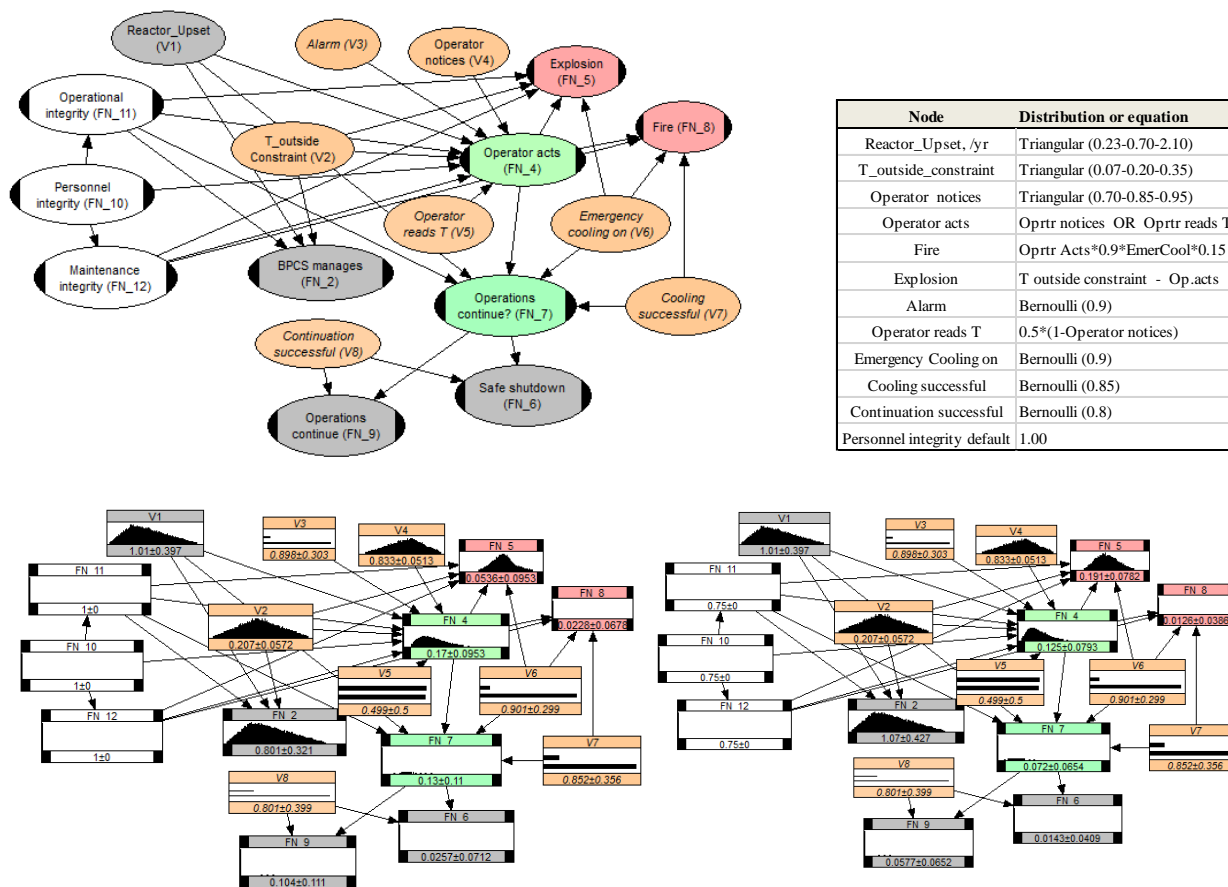 Reactor_Upset
(V1)
Alarm (V3)
Operator
notices (V4)
Explosion
(FN_5)
Operational
integrity (FN_11)
Fire (FN_8)
T_outside
Constraint (V2)
Operator acts
(FN_4)
Personnel
integrity (FN_10)
Operator
reads T (V5)
Emergency
cooling on (V6)
Maintenance
integrity (FN_12)
BPCS manages
(FN_2)
Operations
continue? (FN_7)
Cooling
successful (V7)
Continuation
successful (V8)
Safe shutdown
(FN_6)
Operations
continue (FN_9)
Node Distribution or equation
Reactor_Upset, /yr Triangular (0.23-0.70-2.10)
T_outside_constraint Triangular (0.07-0.20-0.35)
Operator notices Triangular (0.70-0.85-0.95)
Operator acts Oprtr notices OR Oprtr reads T
Fire Oprtr Acts*0.9*EmerCool*0.15
Explosion T outside constraint - Op.acts
Alarm Bernoulli (0.9)
Operator reads T 0.5*(1-Operator notices)
Emergency Cooling on Bernoulli (0.9)
Cooling successful Bernoulli (0.85)
Continuation successful Bernoulli (0.8)
Personnel integrity default 1.00
V1
1.01±0.397
V3
0.898±0.303
V4
0.833±0.0513
FN_5
0.0536±0.0953
FN_11
1±0
FN_8
0.0228±0.0678
V2
0.207±0.0572
FN_4
0.17±0.0953
FN_10
1±0
V5
0.499±0.5
V6
0.901±0.299
FN_12
1±0
FN_2
0.801±0.321
FN_7
0.13±0.11
V7
0.852±0.356
V8
0.801±0.399
FN_6
0.0257±0.0712
FN_9
0.104±0.111
V1
1.01±0.397
V3
0.898±0.303
V4
0.833±0.0513
FN_5
0.191±0.0782
FN_11
0.75±0
FN_8
0.0126±0.0386
V2
0.207±0.0572
FN_4
0.125±0.0793
FN_10
0.75±0
V5
0.499±0.5
V6
0.901±0.299
FN_12
0.75±0
FN_2
1.07±0.427
FN_7
0.072±0.0654
V7
0.852±0.356
V8
0.801±0.399
FN_6
0.0143±0.0409
FN_9
0.0577±0.0652